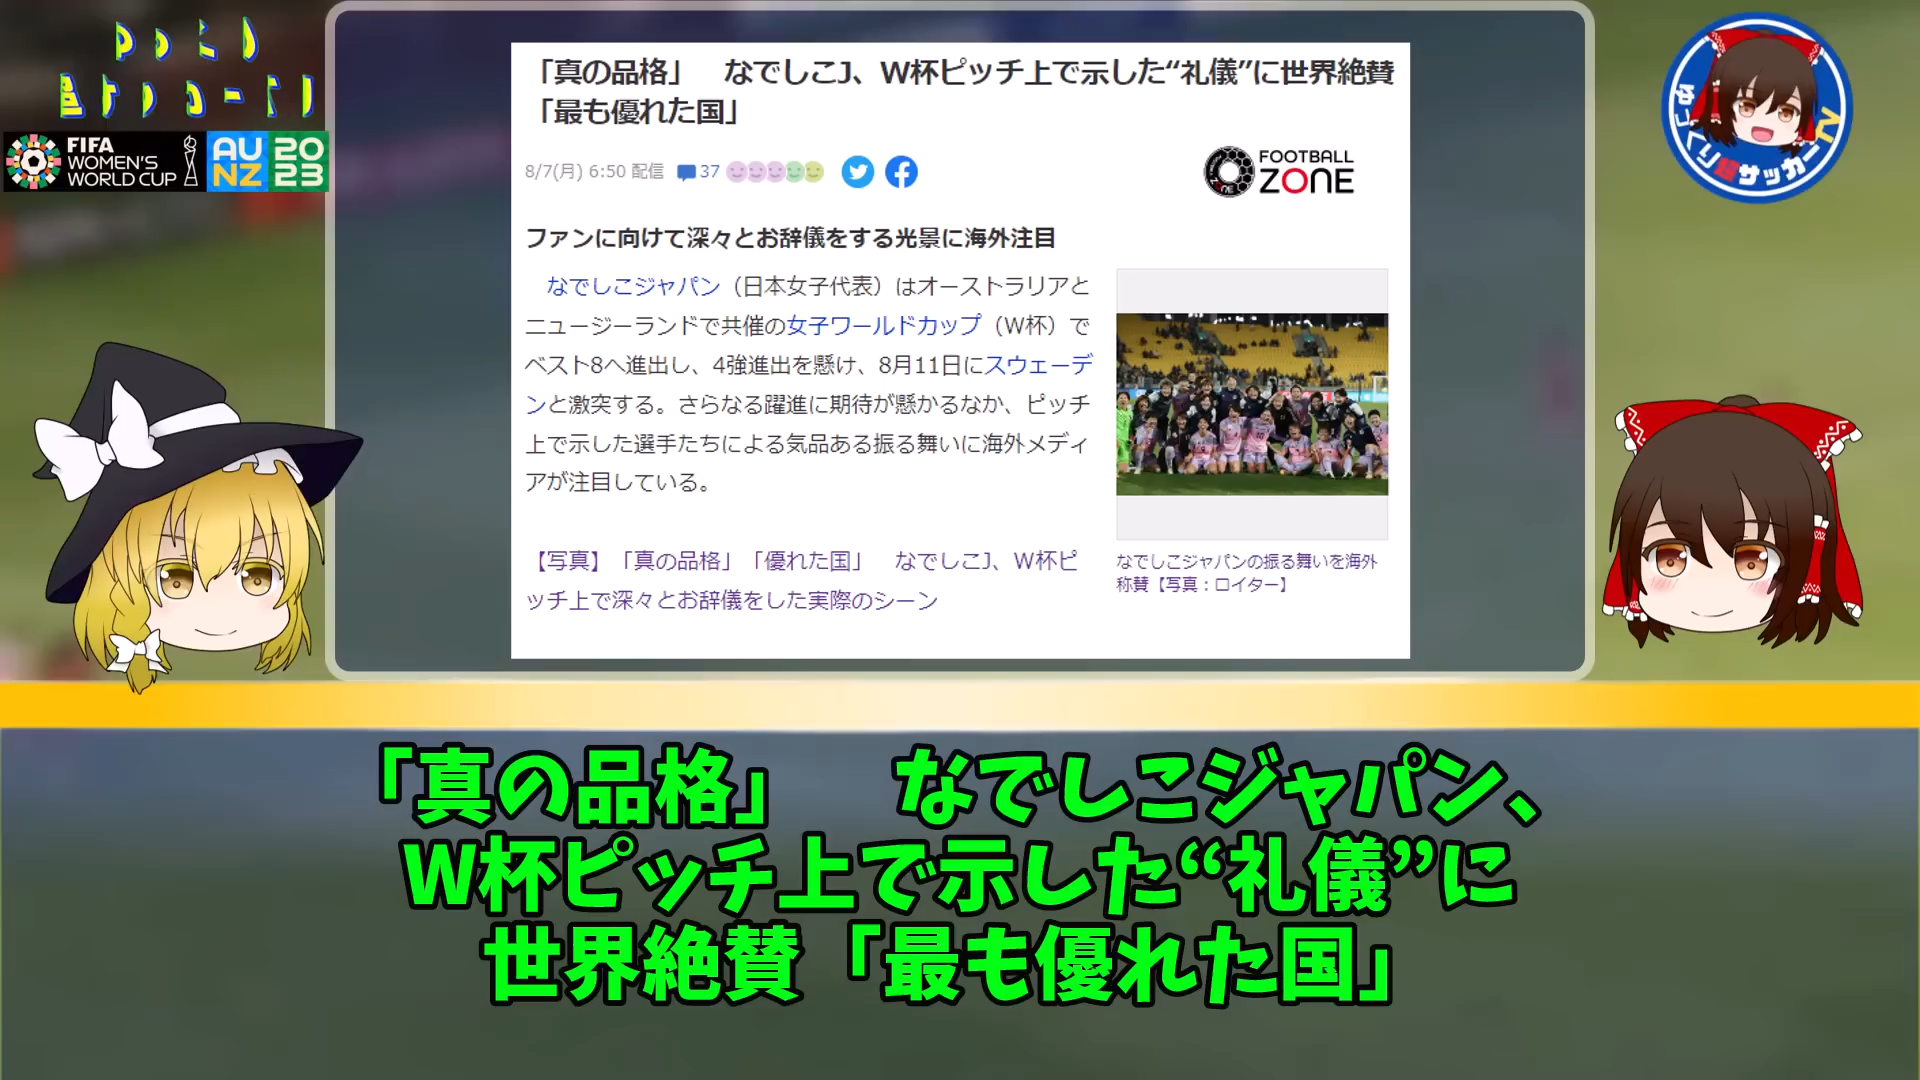 FIFA
WOMEN'S
WORLD CUP
AU
NZ
20
23
「真の品格」　なでしこJ、W杯ピッチ上で示した“礼儀”に世界絶賛
「最も優れた国」
8/7(月) 6:50 配信 37
FOOTBALL
ZONE
ゆっくり超サッカーTV
ファンに向けて深々とお辞儀をする光景に海外注目
なでしこジャパン（日本女子代表）はオーストラリアと
ニュージーランドで共催の女子ワールドカップ（W杯）で
ベスト8へ進出し、4強進出を懸け、8月11日にスウェーデ
ンと激突する。さらなる躍進に期待が懸かるなか、ピッチ
上で示した選手たちによる気品ある振る舞いに海外メディ
アが注目している。
【写真】「真の品格」「優れた国」　なでしこJ、W杯ピ
ッチ上で深々とお辞儀をした実際のシーン
なでしこジャパンの振る舞いを海外
称賛【写真：ロイター】
「真の品格」　なでしこジャパン、
W杯ピッチ上で示した“礼儀”に
世界絶賛「最も優れた国」